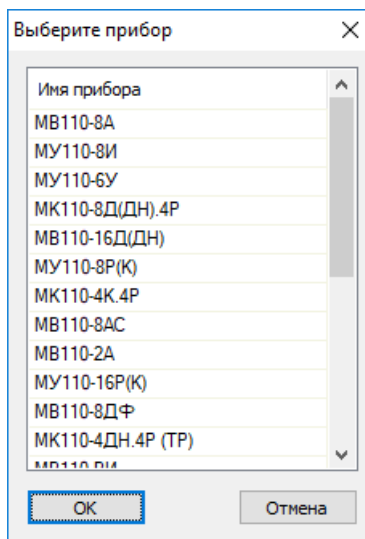 Выберите прибор
Имя прибора
МВ110-8А
МУ110-8И
МУ110-6У
МК110-8Д(ДН).4Р
МВ110-16Д(ДН)
МУ110-8Р(К)
МК110-4К.4Р
МВ110-8АС
МВ110-2А
МУ110-16Р(К)
МВ110-8ДФ
МК110-4ДН.4Р (ТР)
OK
Отмена